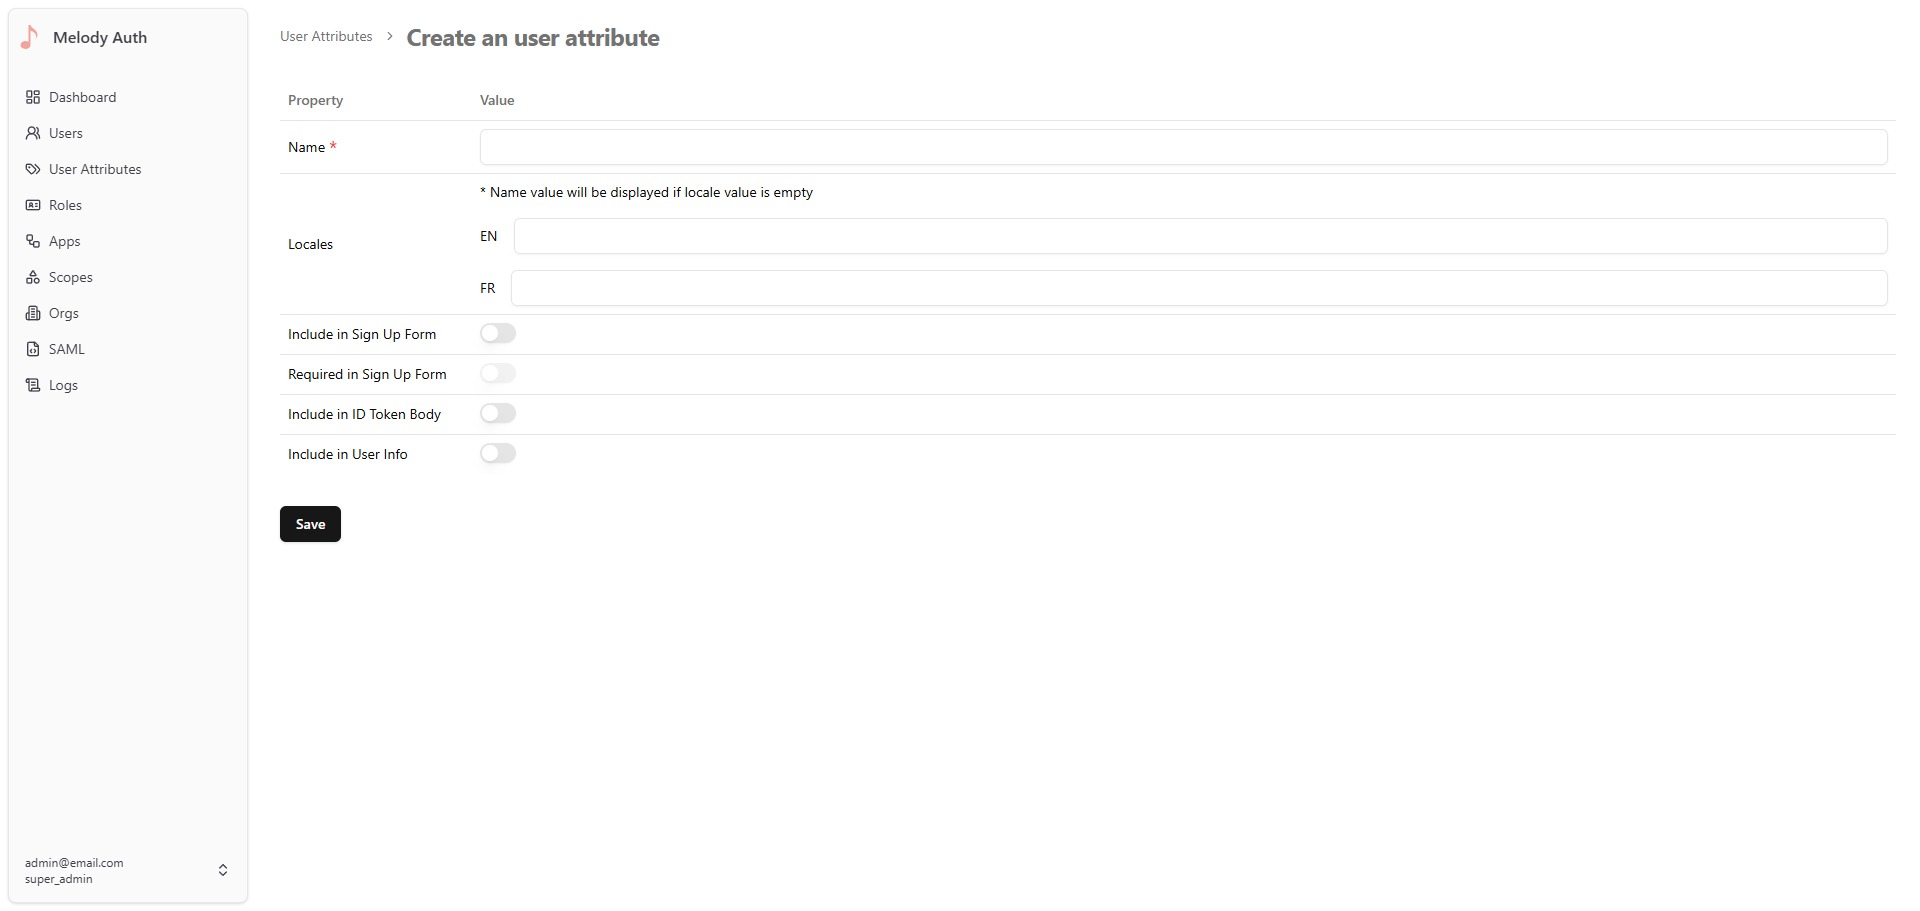 Melody Auth
Dashboard
Users
User Attributes
Roles
Apps
Scopes
Orgs
SAML
Logs
admin@email.com
super_admin
User Attributes > Create an user attribute
Property Value
Name *
* Name value will be displayed if locale value is empty
Locales
EN
FR
Include in Sign Up Form
Required in Sign Up Form
Include in ID Token Body
Include in User Info
Save